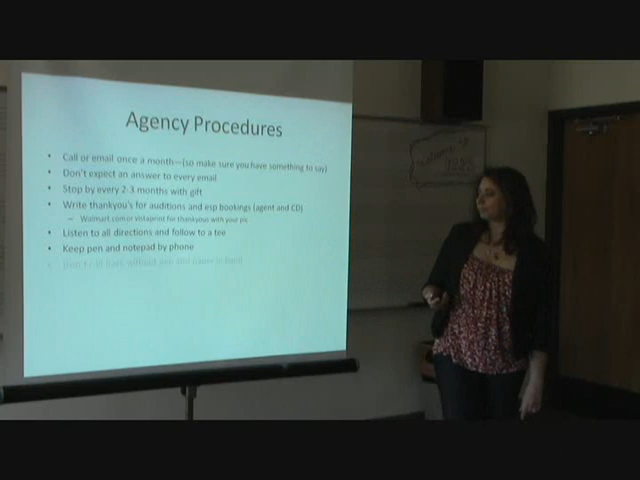 Agency Procedures
• Call or email once a month—(so make sure you have something to say)
• Don't expect an answer to every email
• Stop by every 2-3 months with gift
• Write thankyou's for auditions and esp bookings (agent and CD)
– Walmart.com or vistaprint for thankyous with your pic
• Listen to all directions and follow to a tee
• Keep pen and notepad by phone
Welcome to